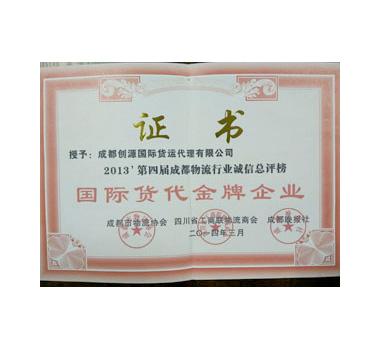 证 书
授予：成都创源国际货运代理有限公司
2013' 第四届成都物流行业诚信总评榜
国际货代金牌企业
成都市物流协会 四川省工商联物流商会 成都晚报社
二〇一四年三月